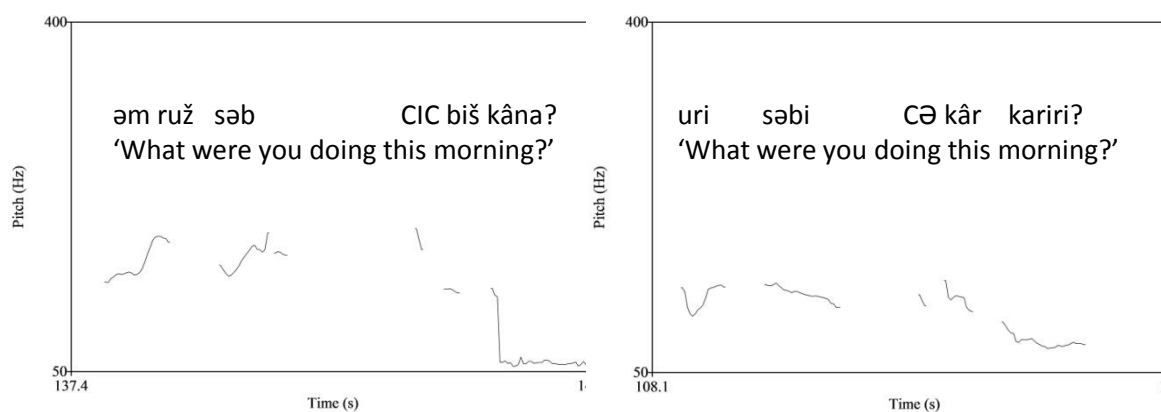 400
Pitch (Hz)
əm ruž səb CIC biš kâna?
‘What were you doing this morning?’
50
137.4
Time (s)
400
Pitch (Hz)
uri səbi CƏ kâr kariri?
‘What were you doing this morning?’
50
108.1
Time (s)